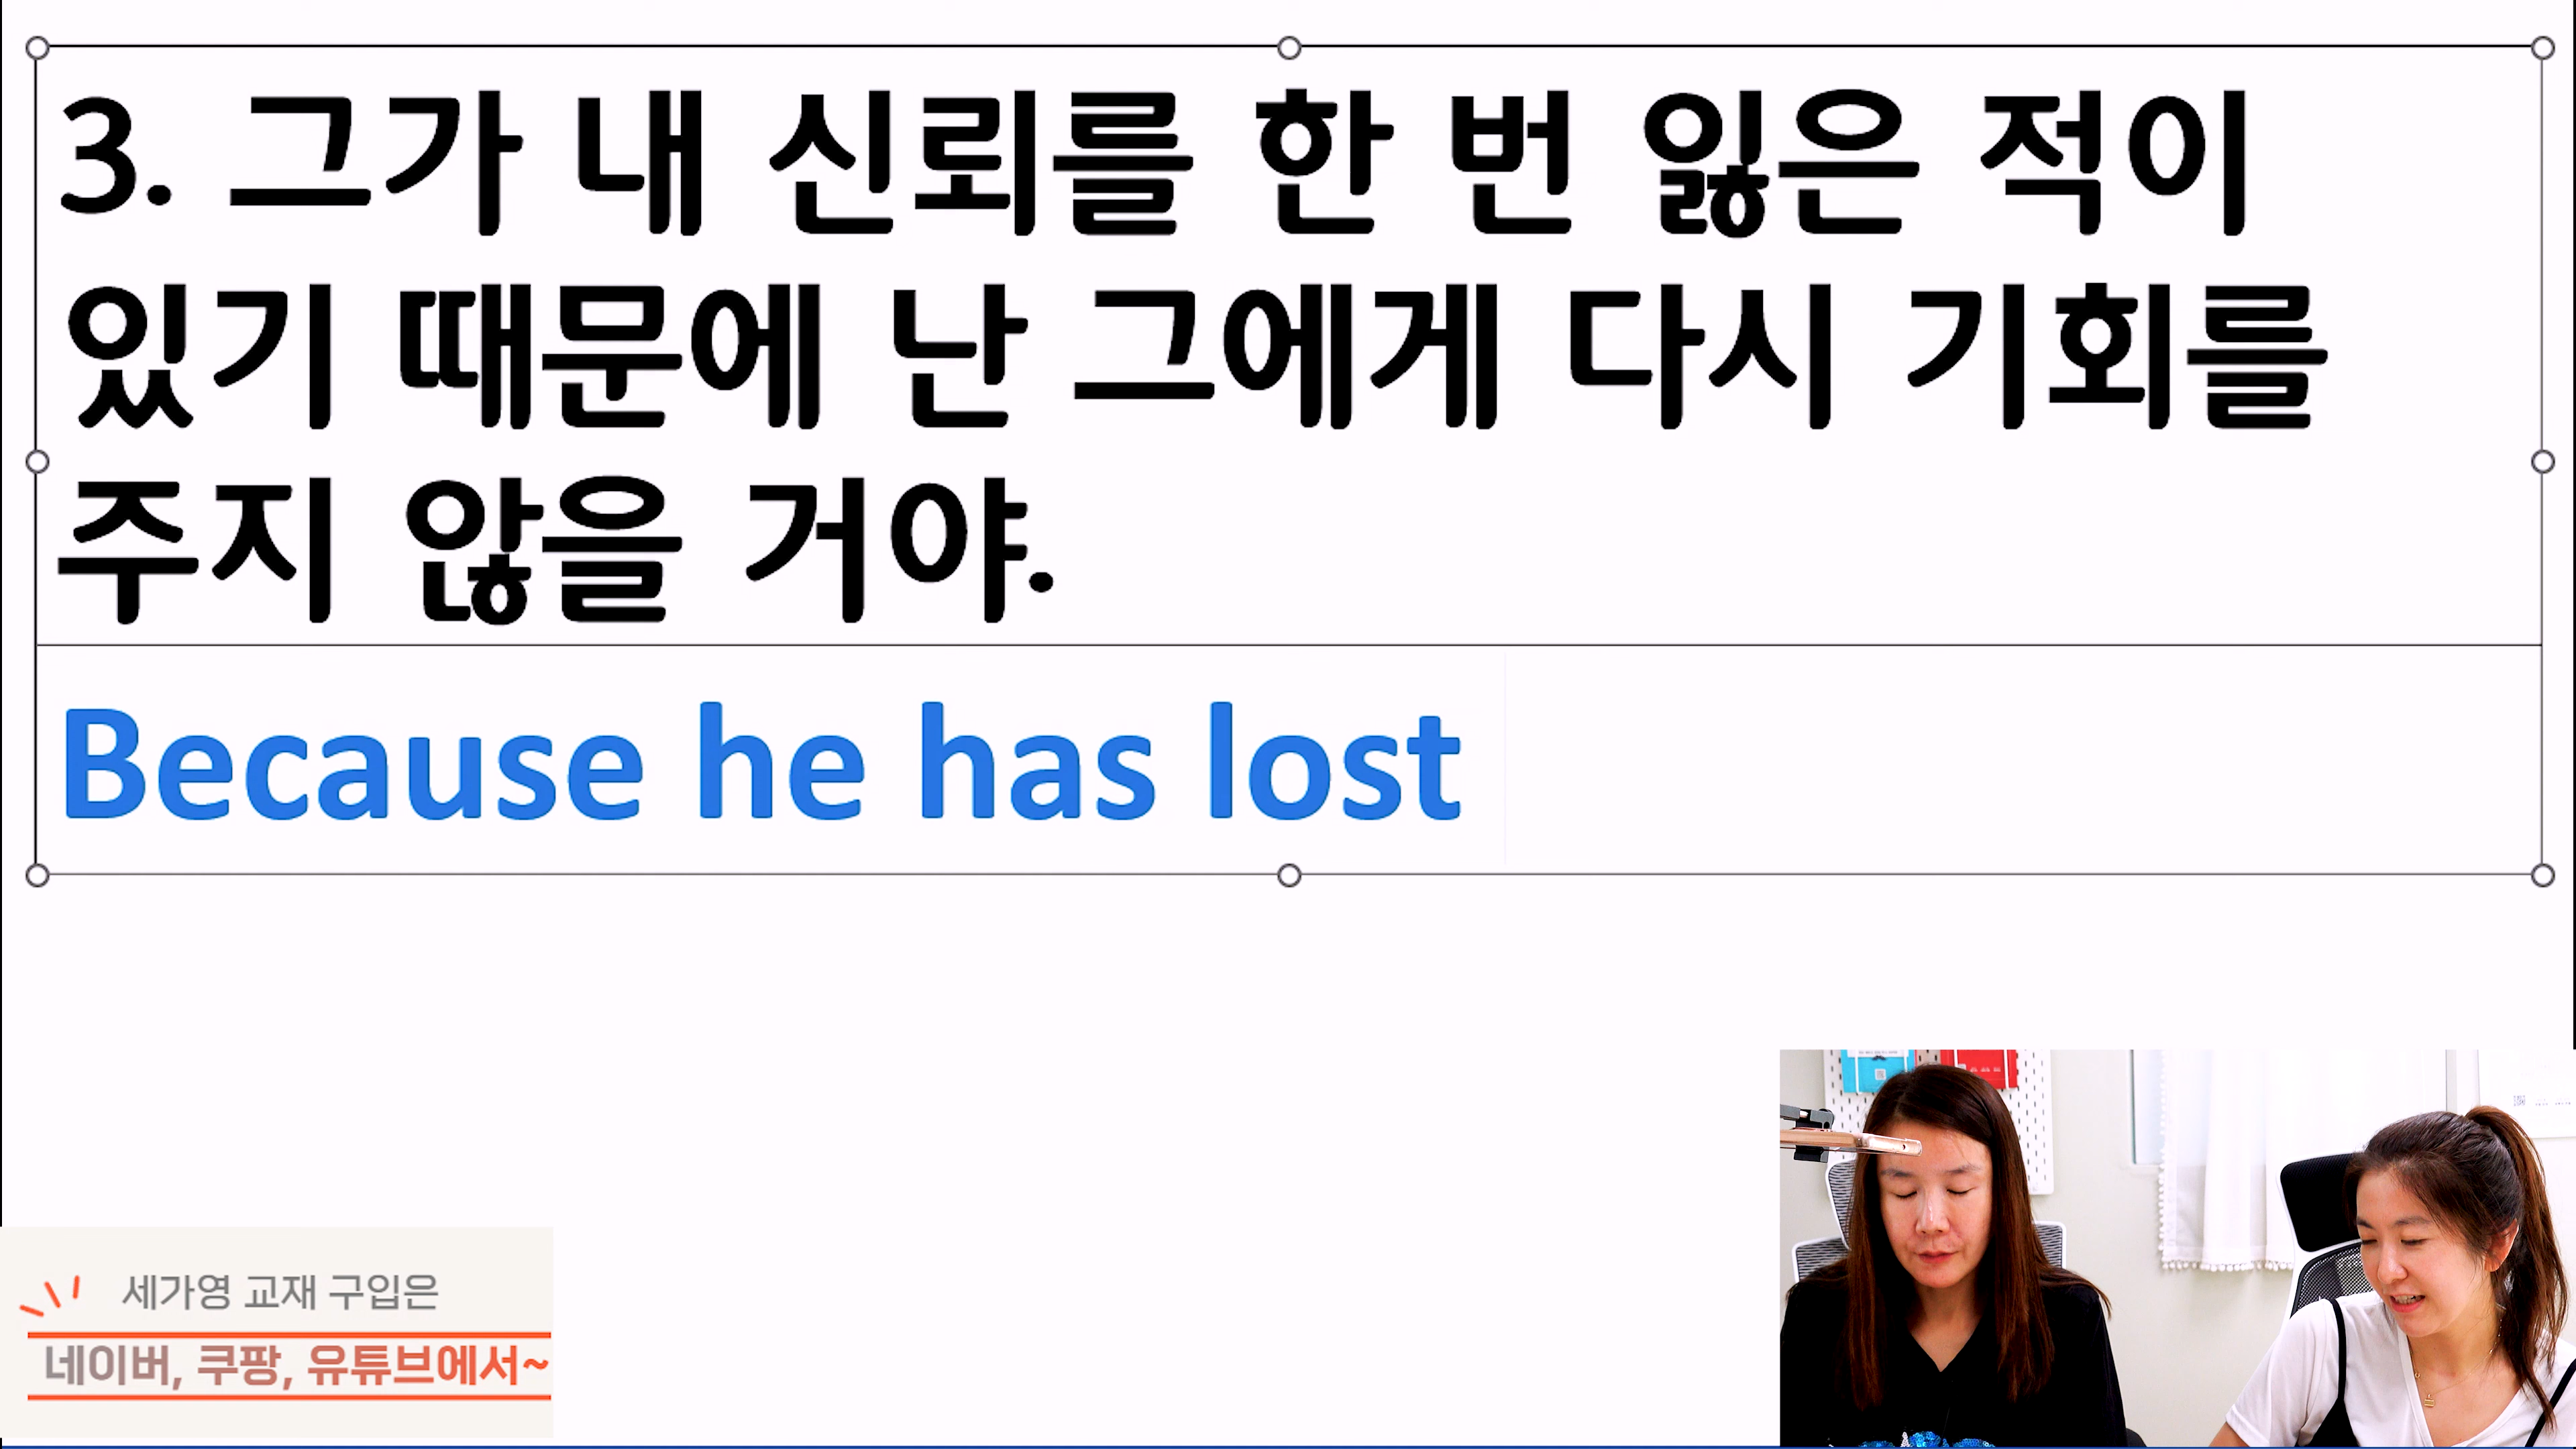 3. 그가 내 신뢰를 한 번 잃은 적이
있기 때문에 난 그에게 다시 기회를
주지 않을 거야.
Because he has lost
세가영 교재 구입은
네이버, 쿠팡, 유튜브에서~